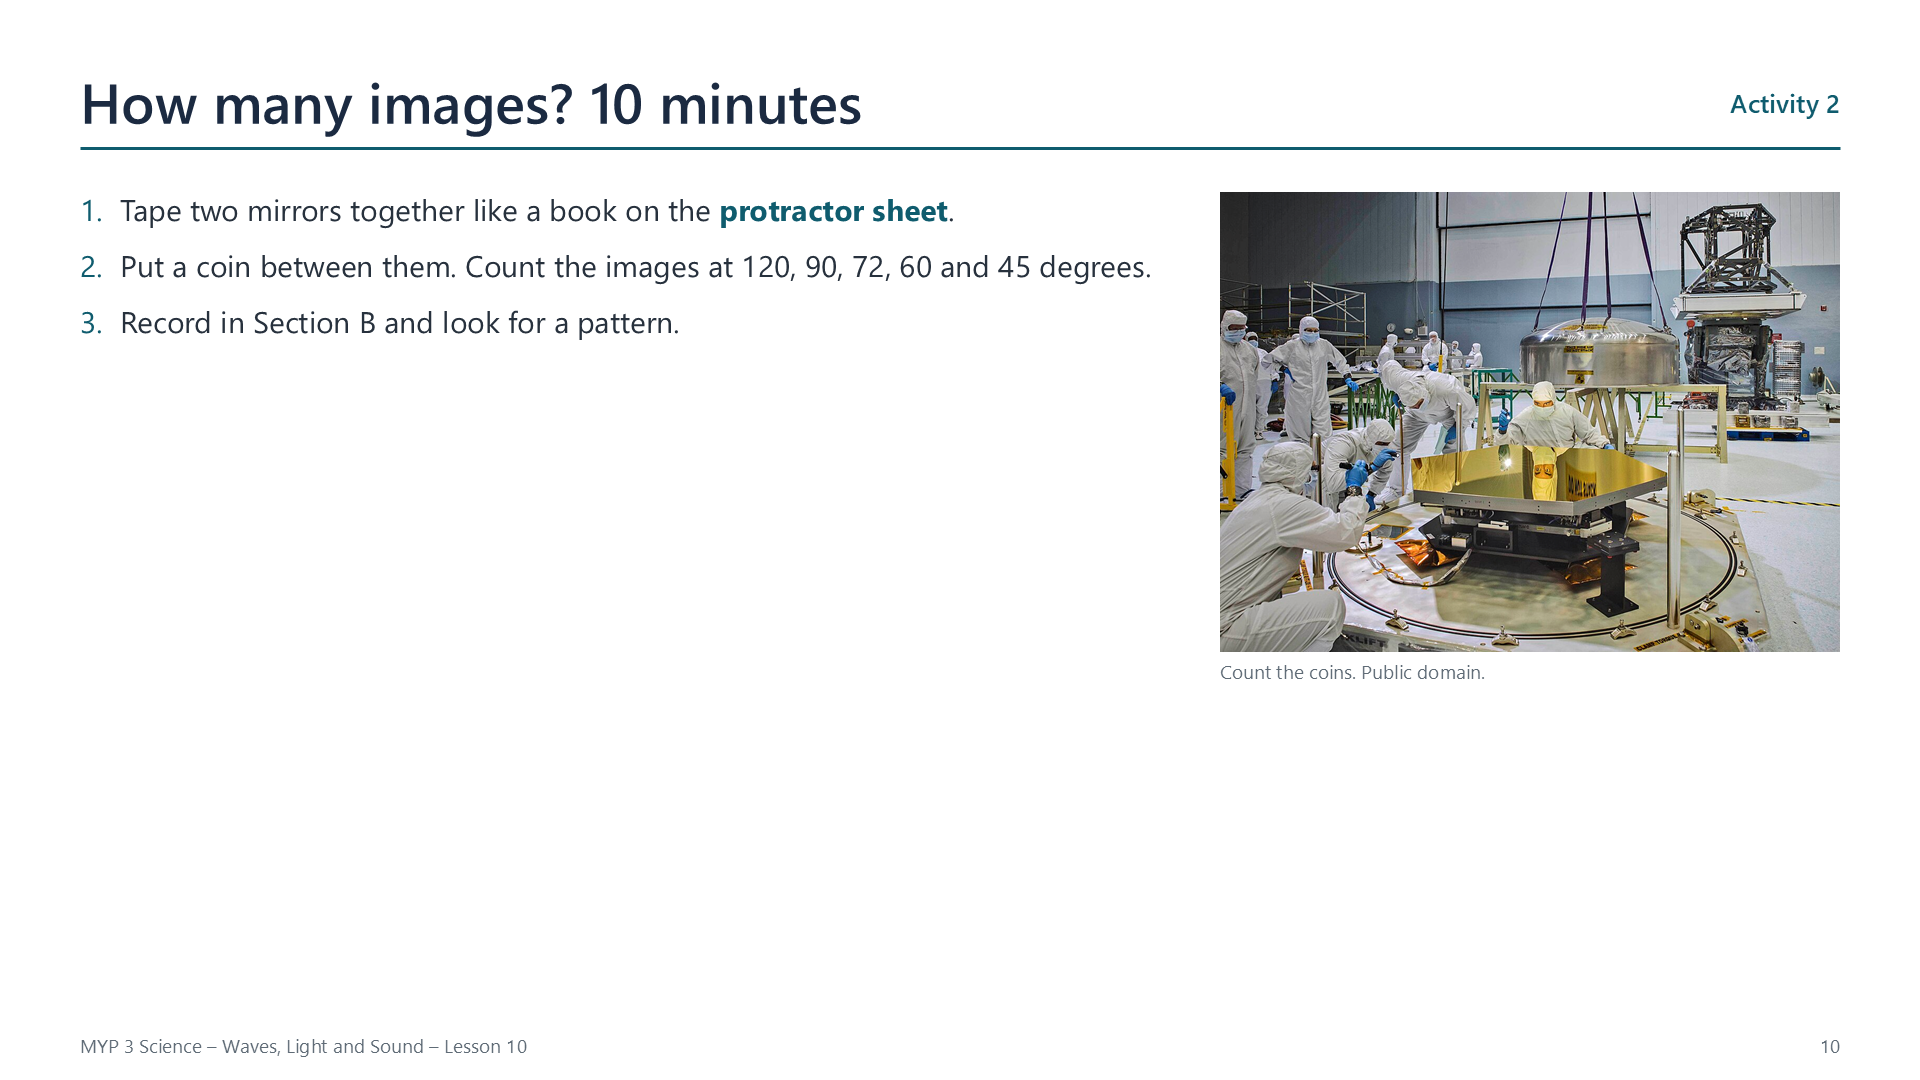 How many images? 10 minutes
Activity 2
1. Tape two mirrors together like a book on the protractor sheet.
2. Put a coin between them. Count the images at 120, 90, 72, 60 and 45 degrees.
3. Record in Section B and look for a pattern.
Count the coins. Public domain.
MYP 3 Science – Waves, Light and Sound – Lesson 10
10